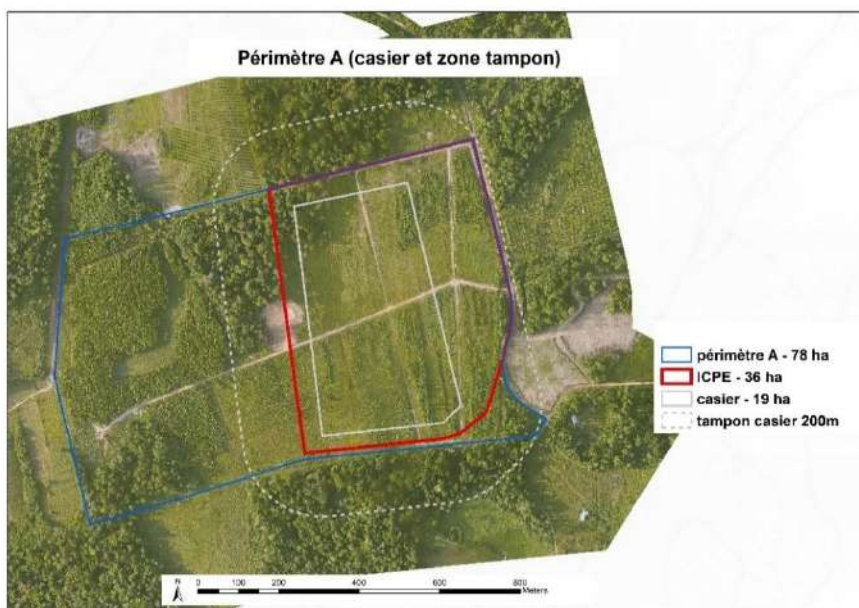 Périmètre A (casier et zone tampon)
périmètre A - 78 ha
ICPE - 36 ha
casier - 19 ha
tampon casier 200m
N
0 100 200 400 600 800
Meters